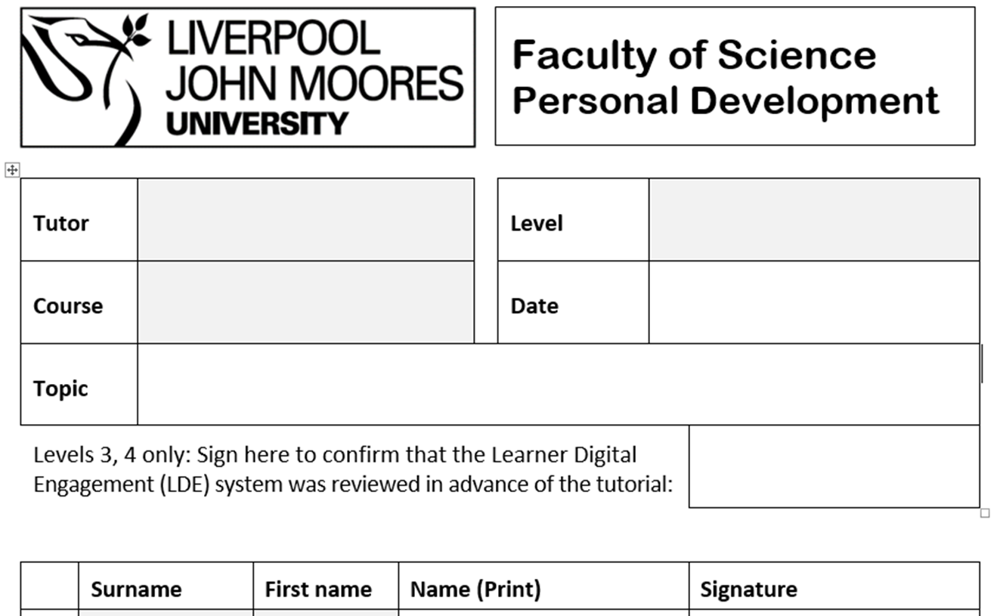 LIVERPOOL
JOHN MOORES
UNIVERSITY
Faculty of Science
Personal Development
Tutor
Level
Course
Date
Topic
Levels 3, 4 only: Sign here to confirm that the Learner Digital
Engagement (LDE) system was reviewed in advance of the tutorial:
Surname First name Name (Print) Signature